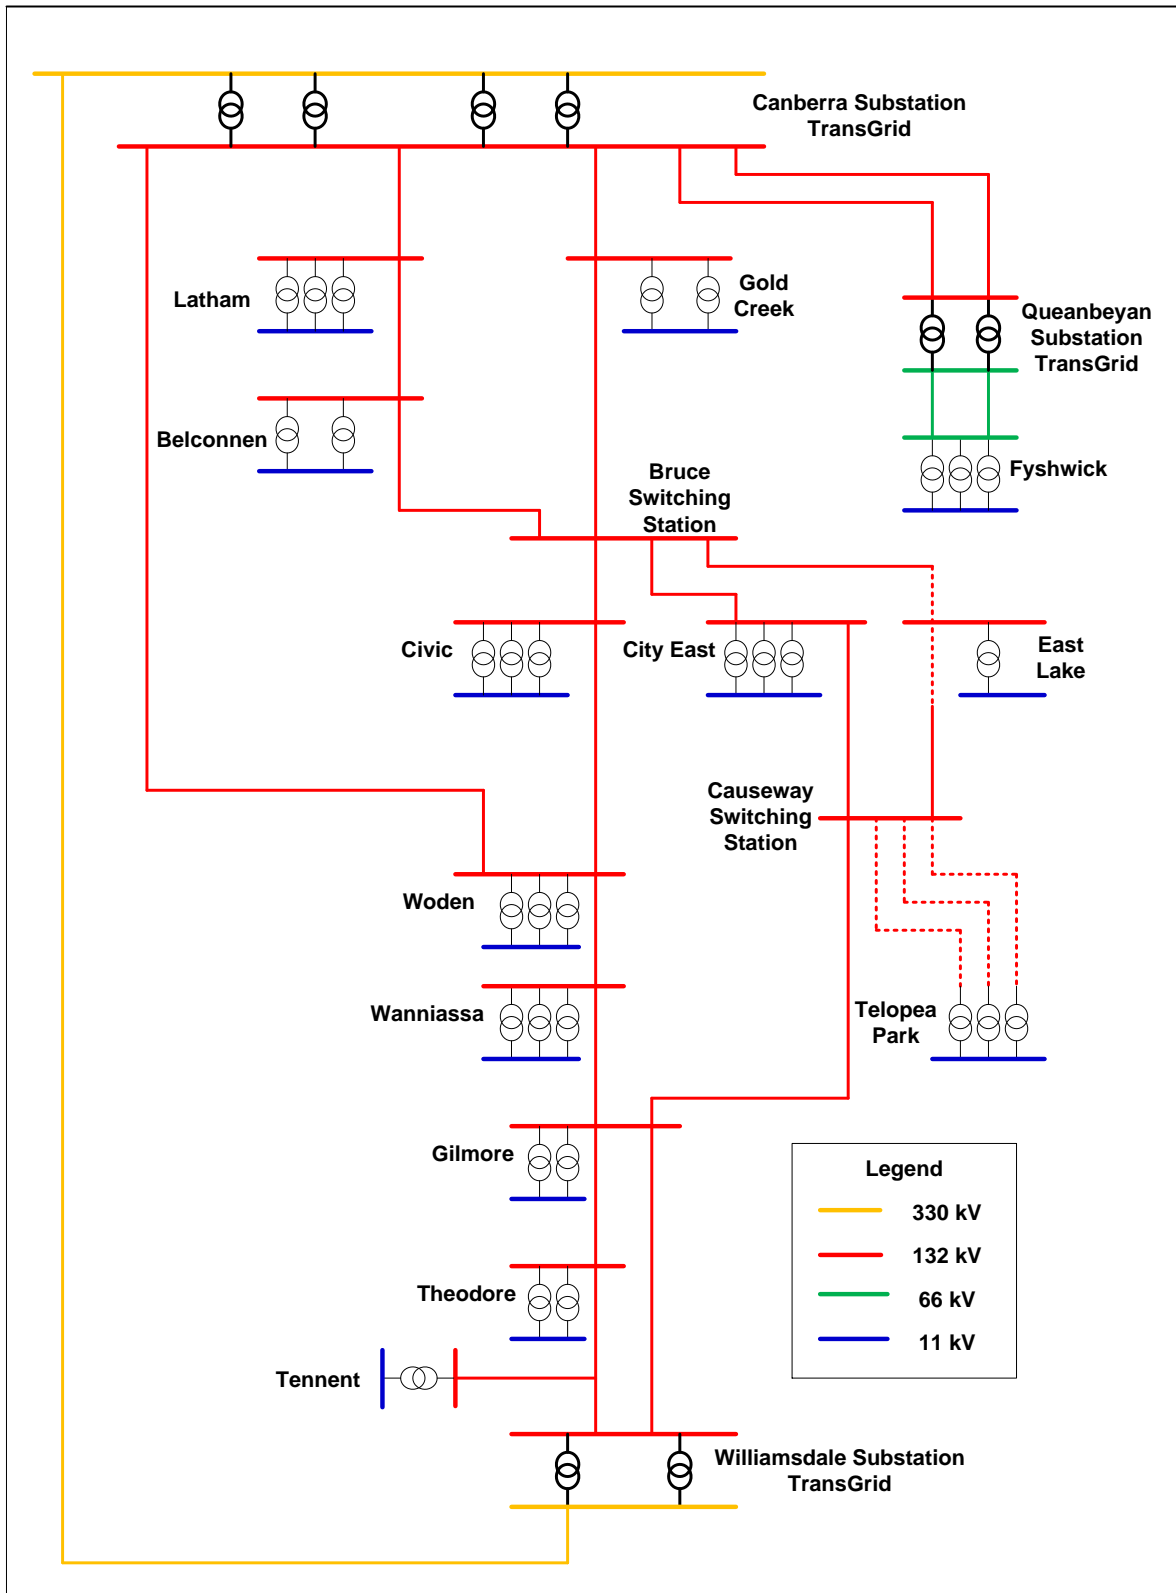 Canberra Substation
TransGrid
Latham
Gold
Creek
Queanbeyan
Substation
TransGrid
Belconnen
Fyshwick
Bruce
Switching
Station
Civic
City East
East
Lake
Causeway
Switching
Station
Woden
Wanniassa
Telopea
Park
Gilmore
Legend
330 kV
132 kV
66 kV
11 kV
Theodore
Tennent
Williamsdale Substation
TransGrid